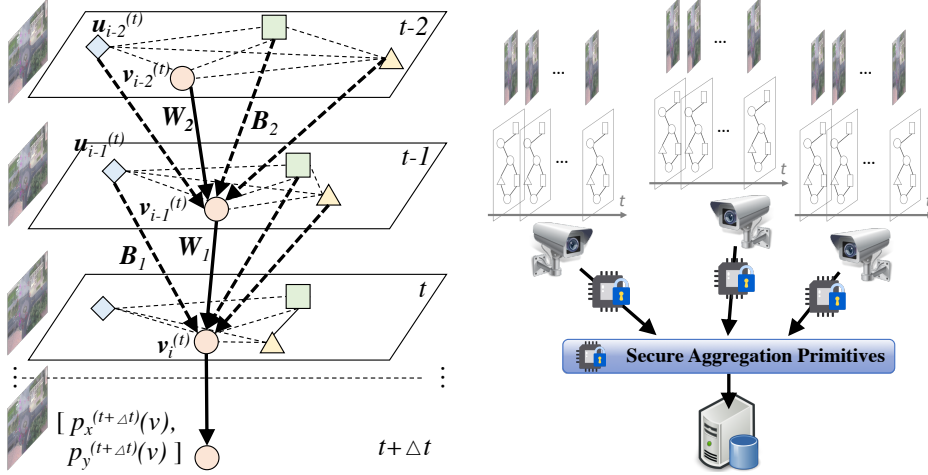 u_{i-2}^{(t)}
t-2
v_{i-2}^{(t)}
W_2
B_2
u_{i-1}^{(t)}
t-1
v_{i-1}^{(t)}
W_1
B_1
t
v_i^{(t)}
[ p_x^{(t+△t)}(v),
p_y^{(t+△t)}(v) ]
t+△t
...
...
...
...
...
...
t
t
t
Secure Aggregation Primitives